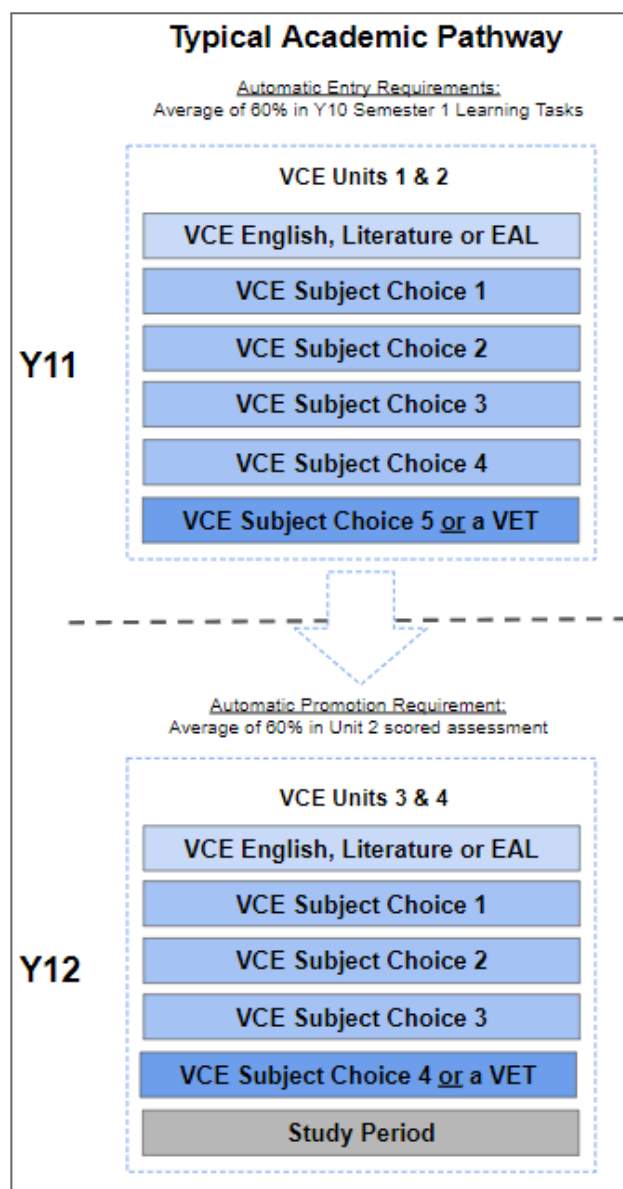 Typical Academic Pathway
Automatic Entry Requirements:
Average of 60% in Y10 Semester 1 Learning Tasks
VCE Units 1 & 2
VCE English, Literature or EAL
VCE Subject Choice 1
VCE Subject Choice 2
Y11
VCE Subject Choice 3
VCE Subject Choice 4
VCE Subject Choice 5 or a VET
Automatic Promotion Requirement:
Average of 60% in Unit 2 scored assessment
VCE Units 3 & 4
VCE English, Literature or EAL
VCE Subject Choice 1
VCE Subject Choice 2
Y12
VCE Subject Choice 3
VCE Subject Choice 4 or a VET
Study Period